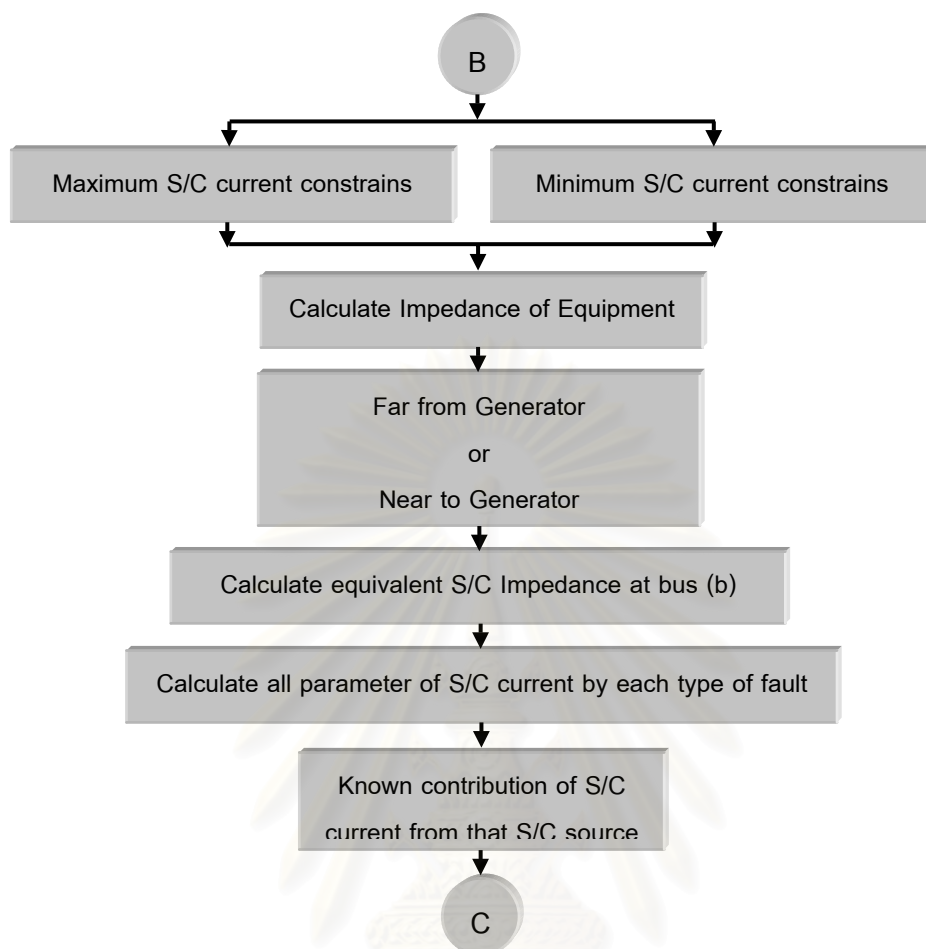 B
Maximum S/C current constrains
Minimum S/C current constrains
Calculate Impedance of Equipment
Far from Generator
or
Near to Generator
Calculate equivalent S/C Impedance at bus (b)
Calculate all parameter of S/C current by each type of fault
Known contribution of S/C
current from that S/C source
C